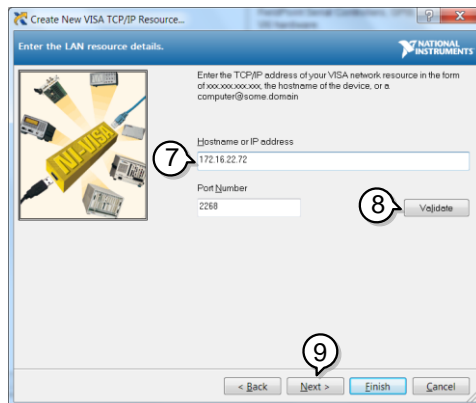 Create New VISA TCP/IP Resource...
Enter the LAN resource details.
NATIONAL
INSTRUMENTS
Enter the TCP/IP address of your VISA network resource in the form
of xxx.xxx.xxx.xxx, the hostname of the device, or a
computer@some.domain
NI-VISA
Hostname or IP address
7
172.16.22.72
Port Number
2268
8
Validate
9
< Back
Next >
Finish
Cancel